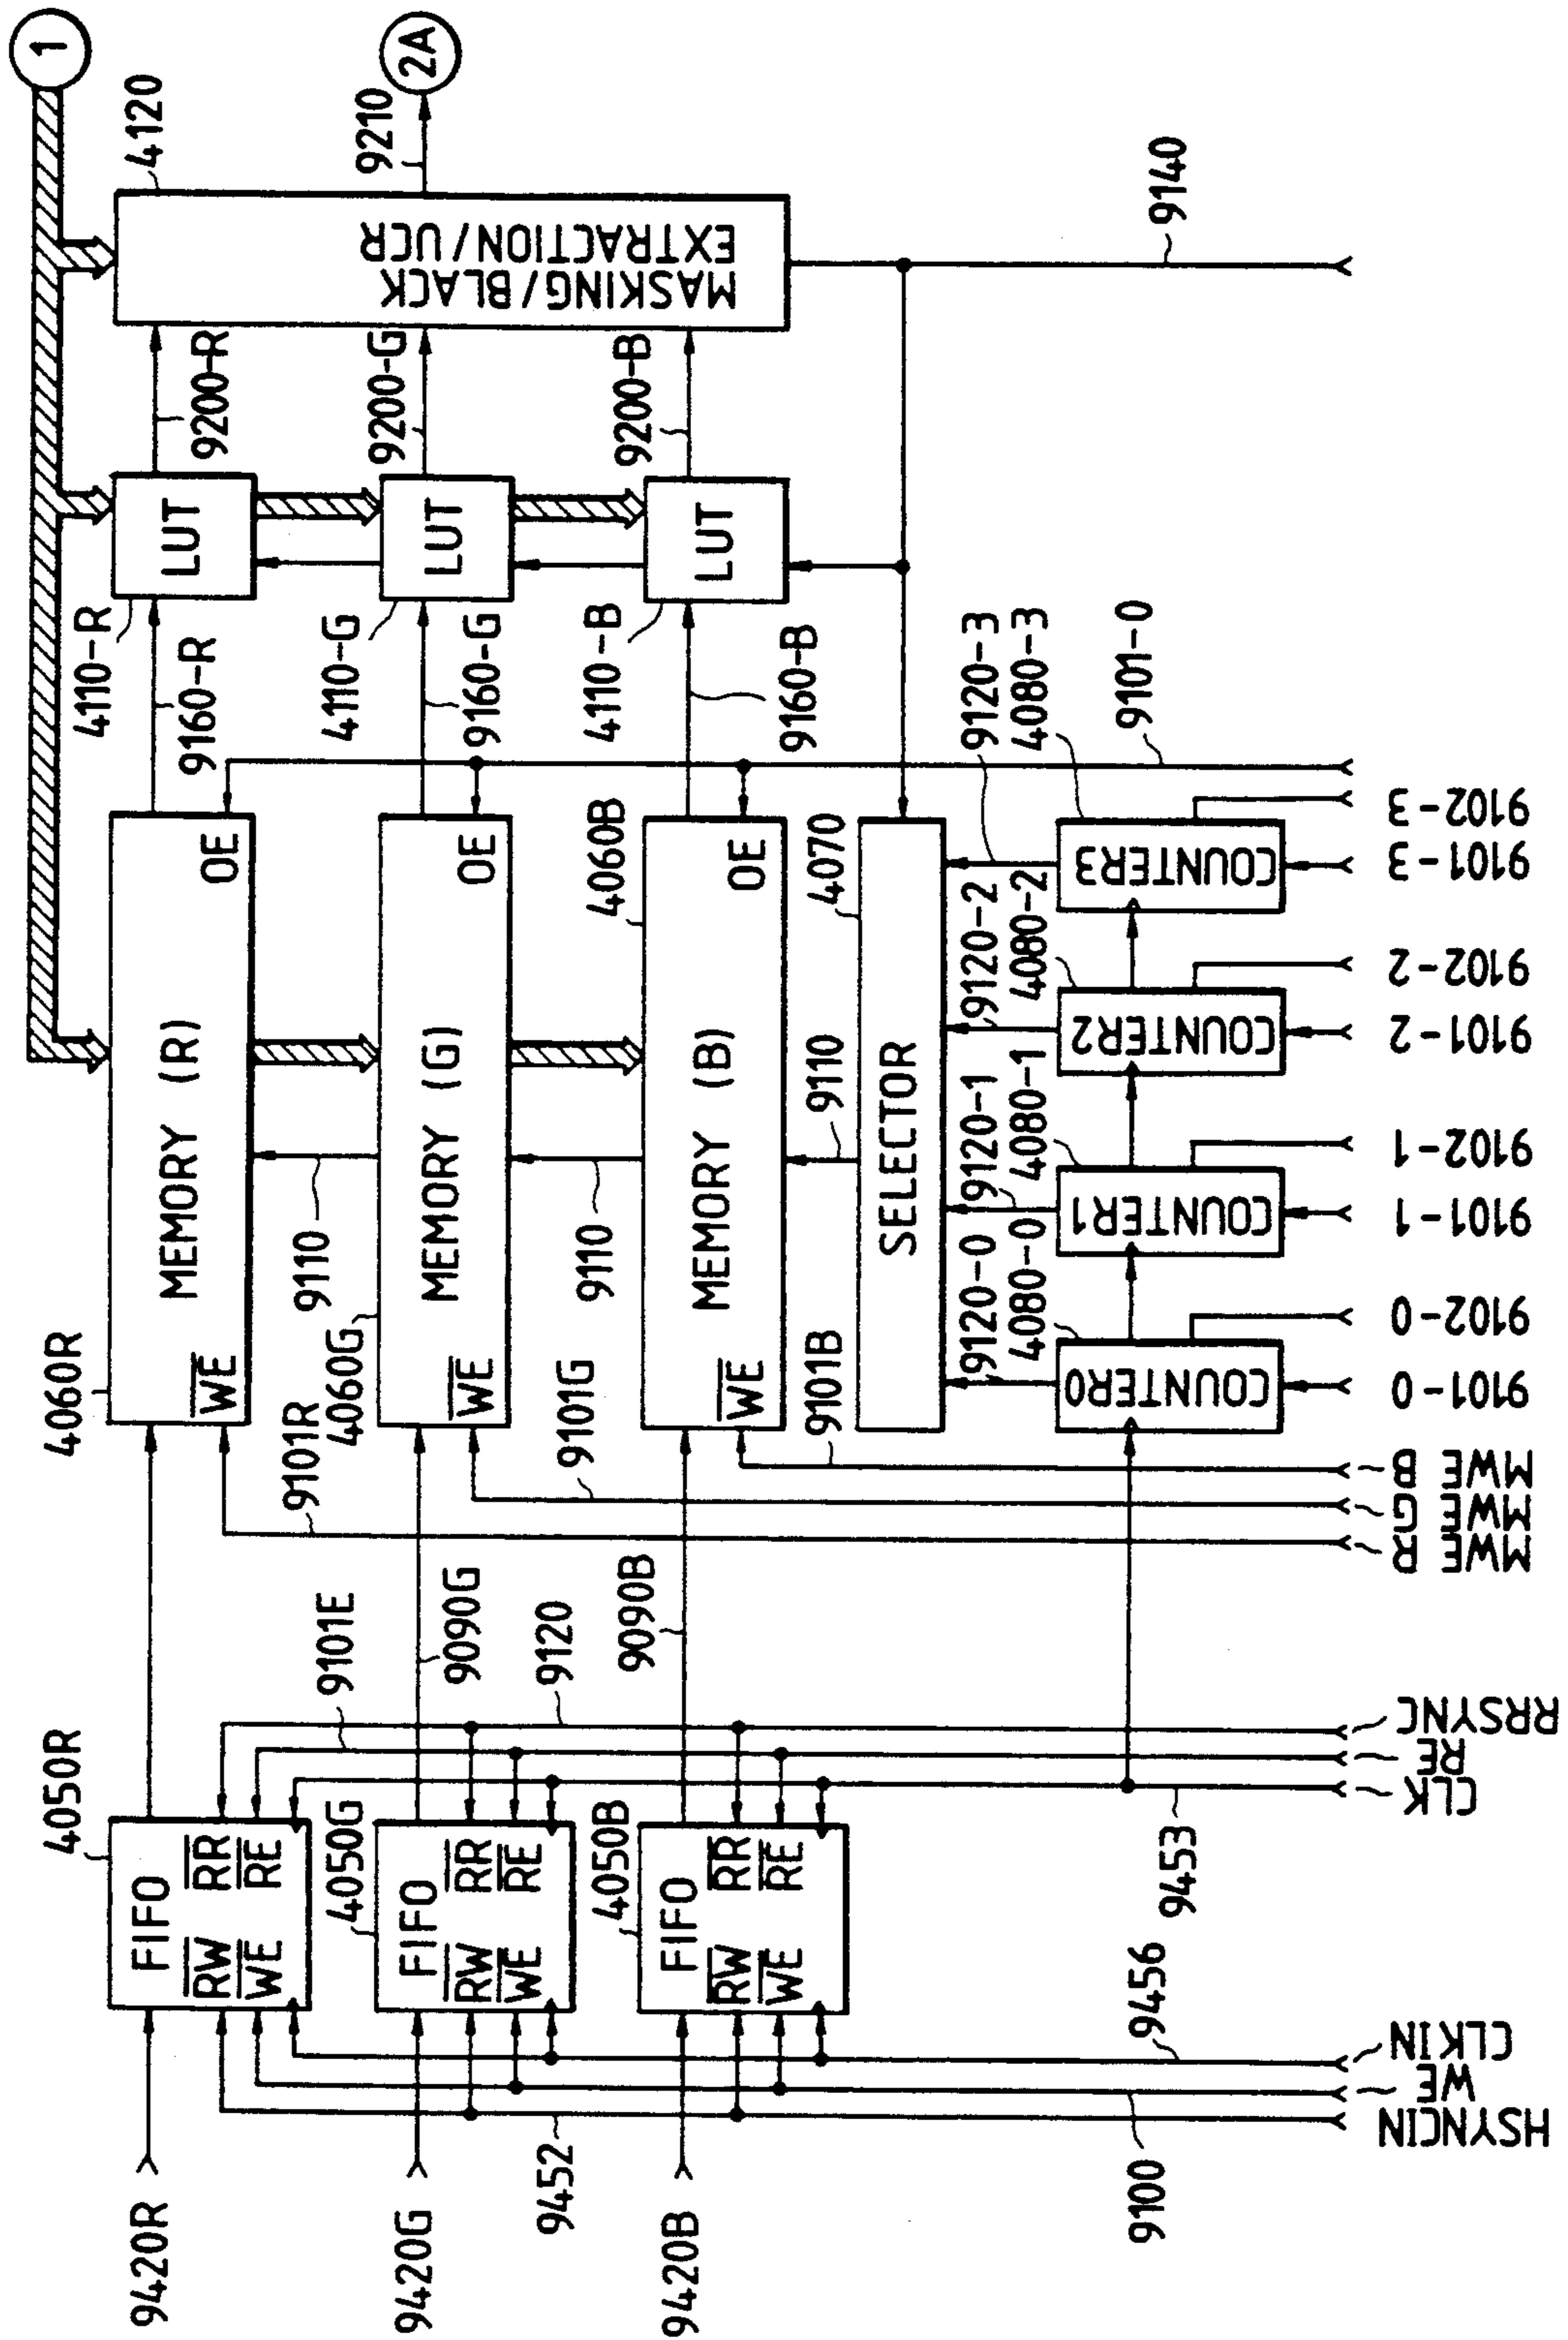 1
2A
4120
9210
MASKING/BLACK
EXTRACTION/UCR
9140
9200-R
9200-G
9200-B
LUT
LUT
LUT
4110-R
9160-R
4110-G
9160-G
4110-B
9160-B
MEMORY (R)
WE
OE
4060R
9110
MEMORY (G)
WE
OE
4060G
9110
MEMORY (B)
WE
OE
4060B
9110
SELECTOR
4070
9101R
9101G
9101B
9120-0
4080-0
9120-1
4080-1
9120-2
4080-2
9120-3
4080-3
9101-0
COUNTER0
COUNTER1
COUNTER2
COUNTER3
9101-0
9102-0
9101-1
9102-1
9101-2
9102-2
9101-3
9102-3
MWE B
MWE G
MWE R
4050R
FIFO
RW RR
WE RE
4050G
FIFO
RW RR
WE RE
4050B
FIFO
RW RR
WE RE
9101E
9090G
9120
9090B
RRSYNC
RE
CLK
9453
9456
CLKIN
WE
HSYNCIN
9100
9452
9420R
9420G
9420B